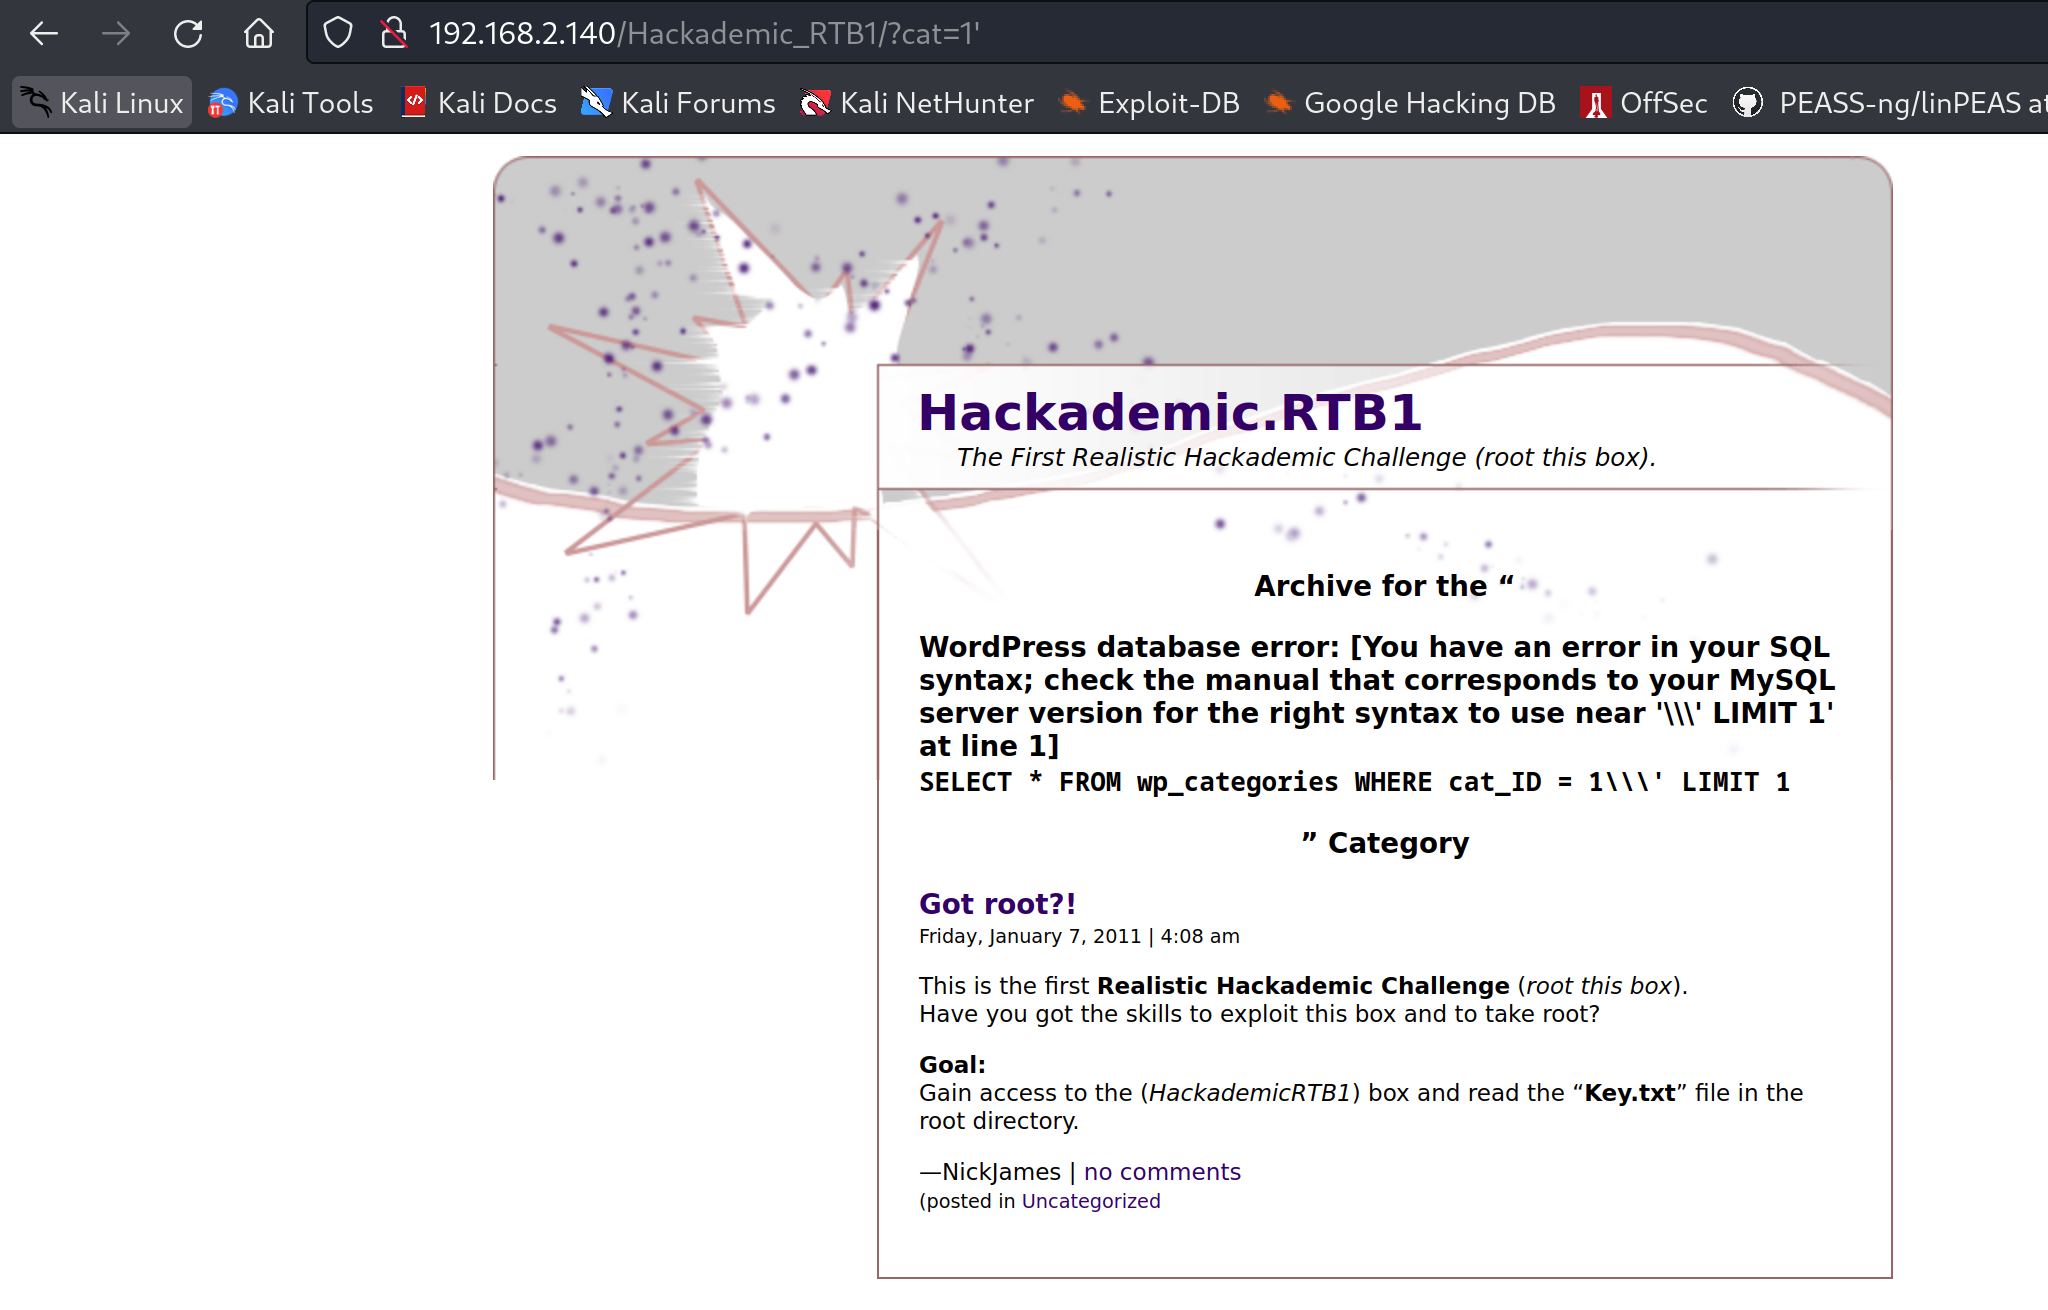 192.168.2.140/Hackademic_RTB1/?cat=1'
Kali Linux Kali Tools Kali Docs Kali Forums Kali NetHunter Exploit-DB Google Hacking DB OffSec PEASS-ng/linPEAS at
Hackademic.RTB1
The First Realistic Hackademic Challenge (root this box).
Archive for the “
WordPress database error: [You have an error in your SQL
syntax; check the manual that corresponds to your MySQL
server version for the right syntax to use near '\\\' LIMIT 1'
at line 1]
SELECT * FROM wp_categories WHERE cat_ID = 1\\\' LIMIT 1
” Category
Got root?!
Friday, January 7, 2011 | 4:08 am
This is the first Realistic Hackademic Challenge (root this box).
Have you got the skills to exploit this box and to take root?
Goal:
Gain access to the (HackademicRTB1) box and read the “Key.txt” file in the
root directory.
—NickJames | no comments
(posted in Uncategorized